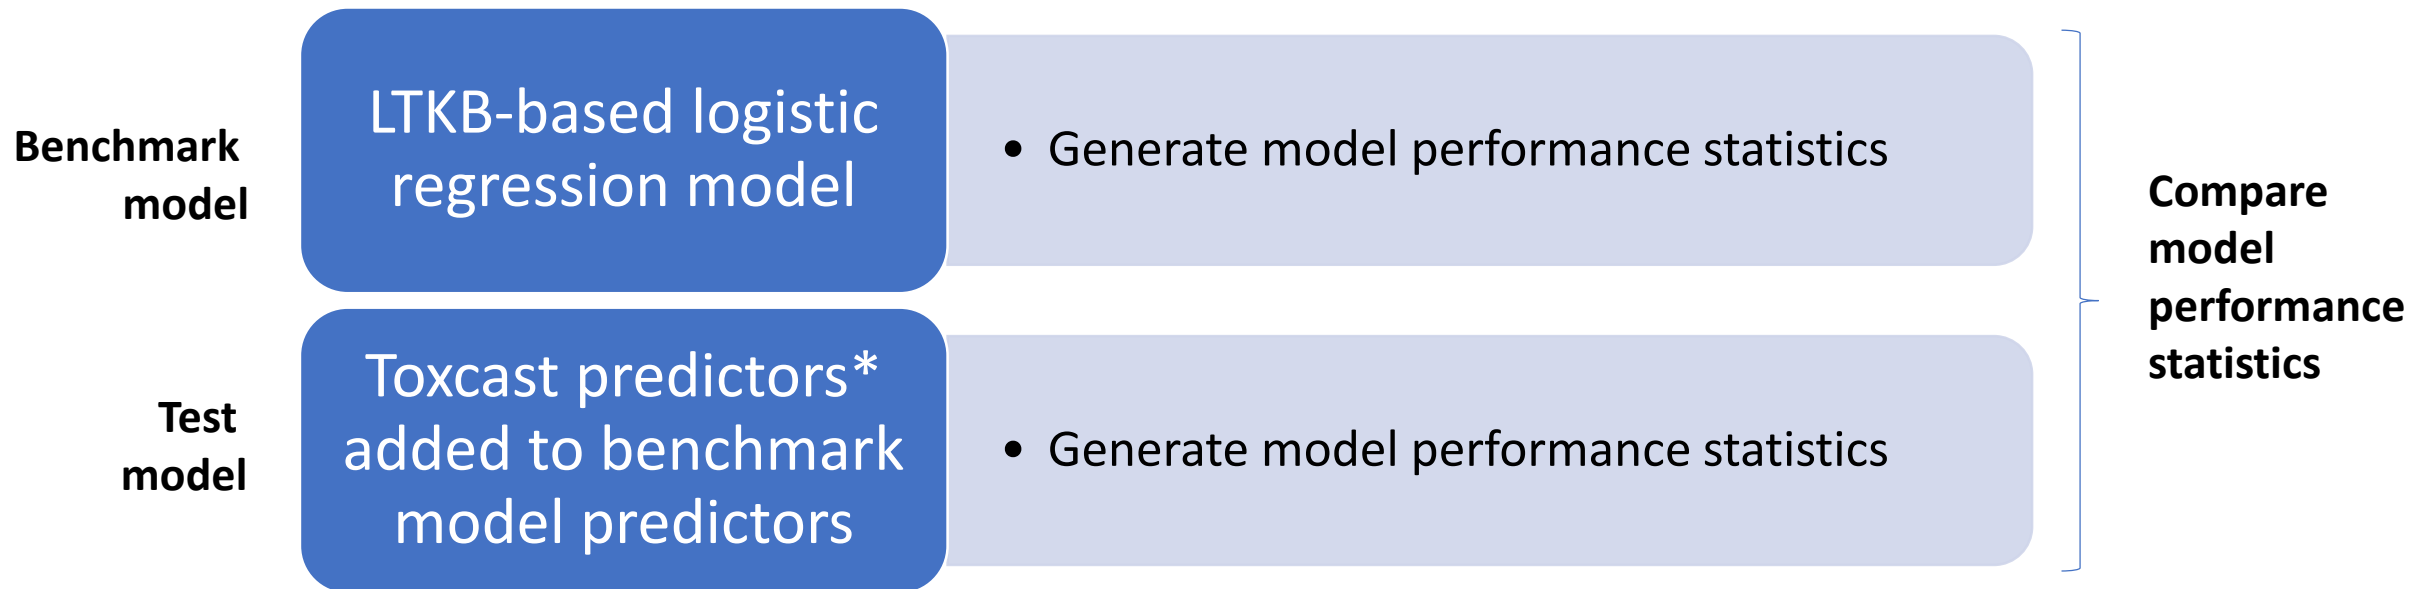 Benchmark
model
LTKB-based logistic
regression model
• Generate model performance statistics
Test
model
Toxcast predictors*
added to benchmark
model predictors
• Generate model performance statistics
Compare
model
performance
statistics